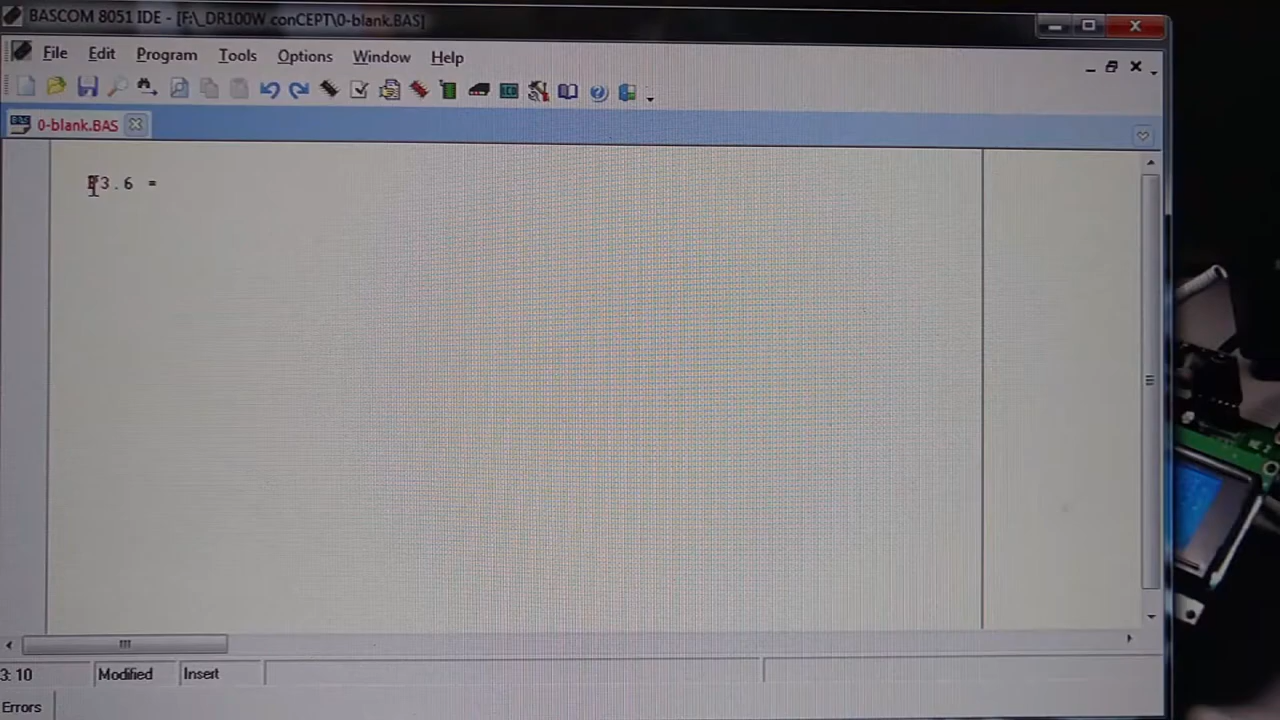 BASCOM 8051 IDE - [F:\_DR100W conCEPT\0-blank.BAS]
File Edit Program Tools Options Window Help
0-blank.BAS
3.6 =
3: 10 Modified Insert
Errors